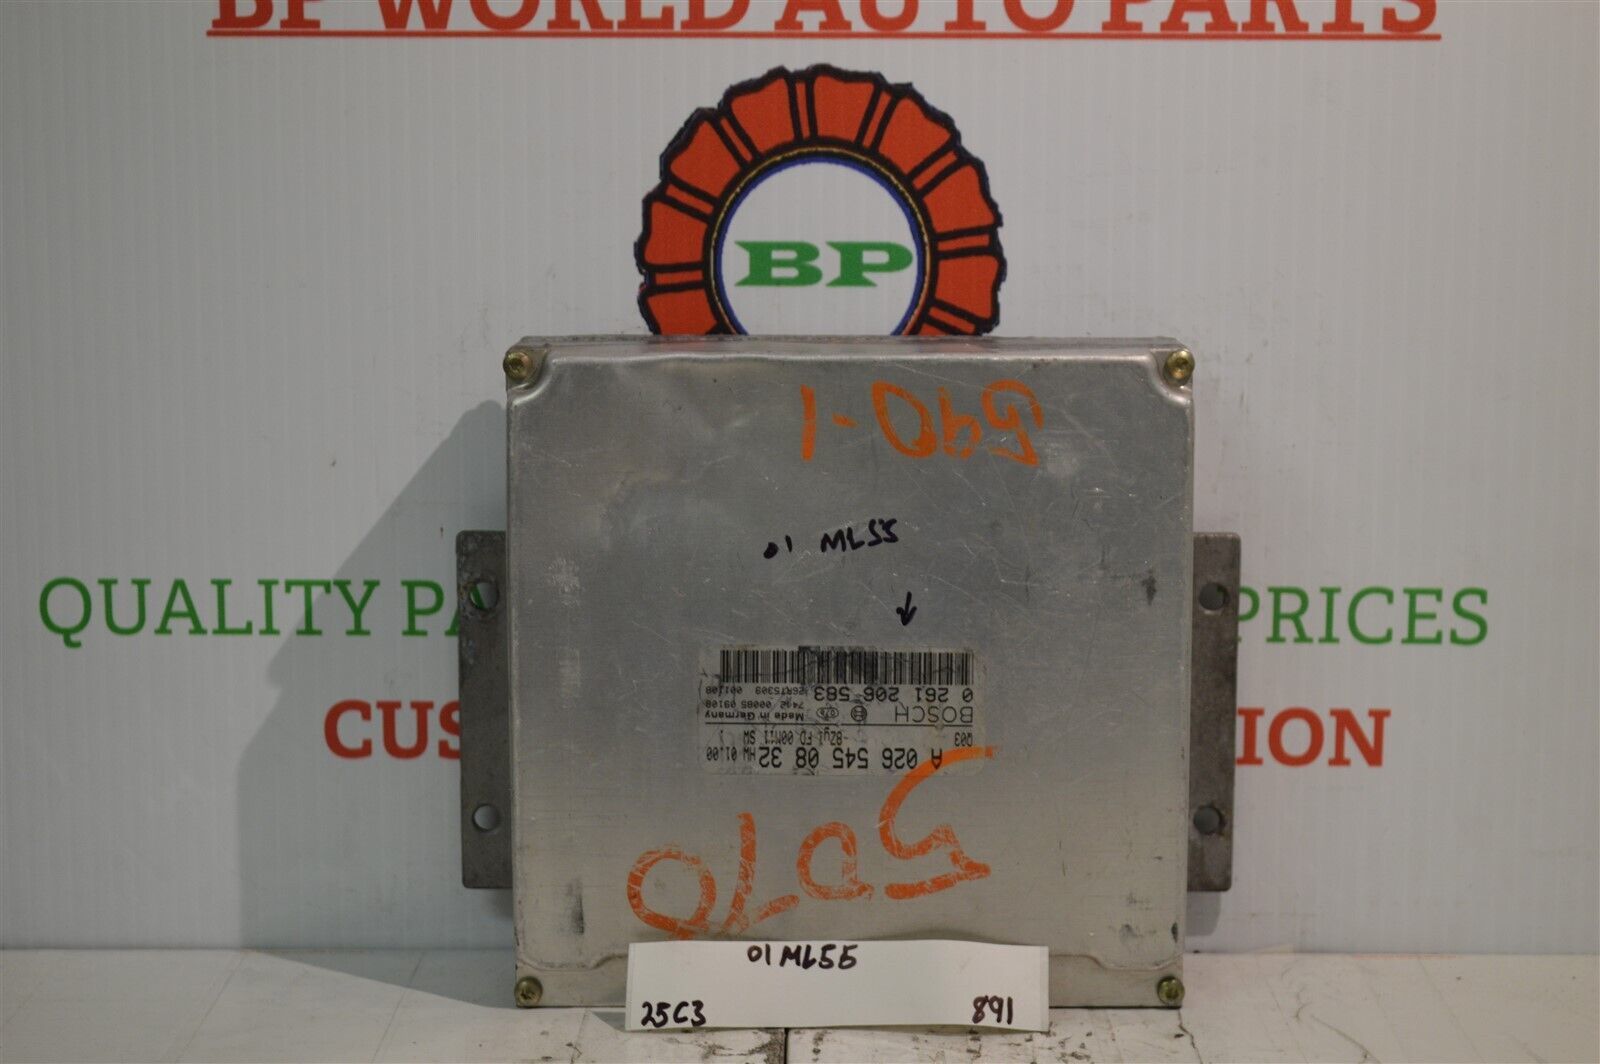 BP WORLD AUTO PARTS
BP
QUALITY PA
PRICES
CUS
ION
590-1
01 ML55
A 026 545 08 32 HW 01.00
Q03
BOSCH
Made in Germany
0 261 206 583
5070
01 ML55
25C3
891